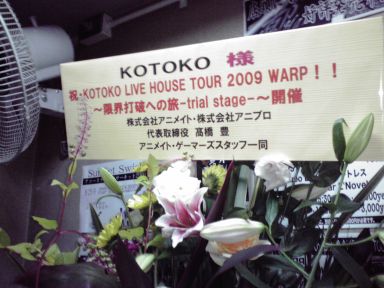 KOTOKO 様
祝・KOTOKO LIVE HOUSE TOUR 2009 WARP！！
～限界打破への旅-trial stage-～開催
株式会社アニメイト・株式会社アニブロ
代表取締役 高橋 豊
アニメイト・ゲーマーズスタッフ一同